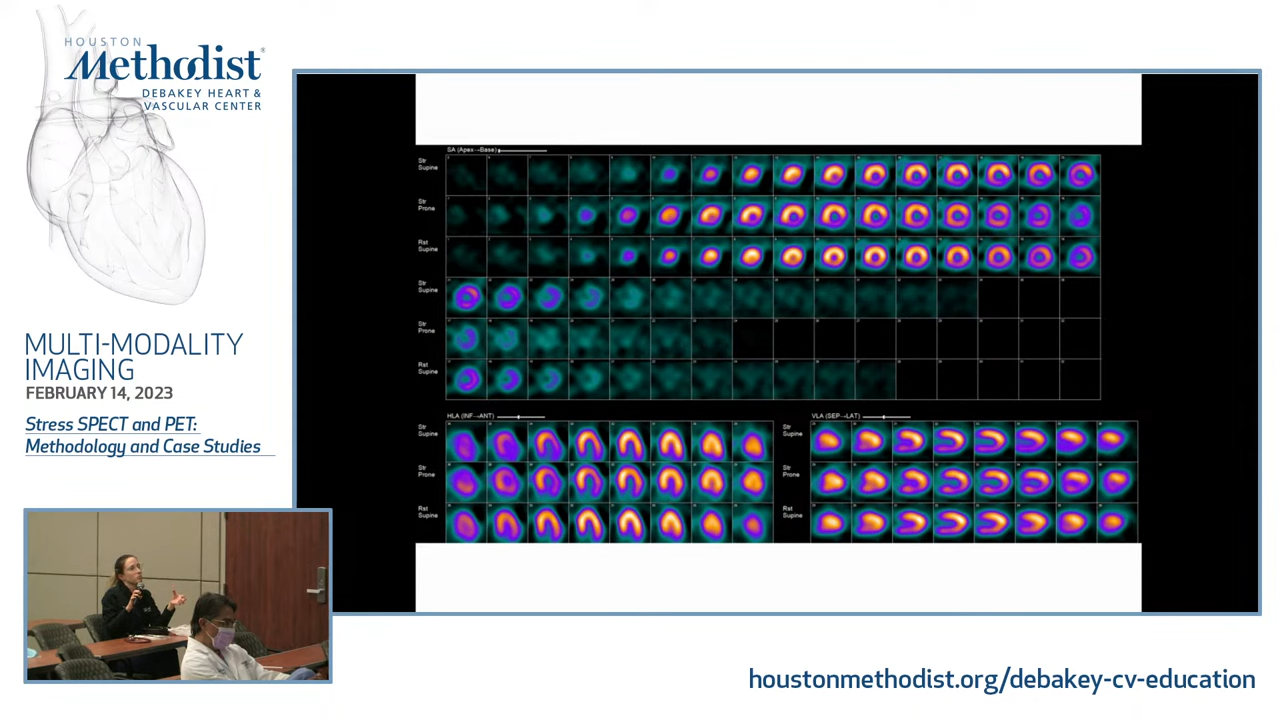 HOUSTON
Methodist®
DEBAKEY HEART &
VASCULAR CENTER
MULTI-MODALITY
IMAGING
FEBRUARY 14, 2023
Stress SPECT and PET:
Methodology and Case Studies
SA (Apex→Base)
Str
Supine
Str
Prone
Rst
Supine
Str
Supine
Str
Prone
Rst
Supine
HLA (INF→ANT)
Str
Supine
Str
Prone
Rst
Supine
VLA (SEP→LAT)
Str
Supine
Str
Prone
Rst
Supine
houstonmethodist.org/debakey-cv-education